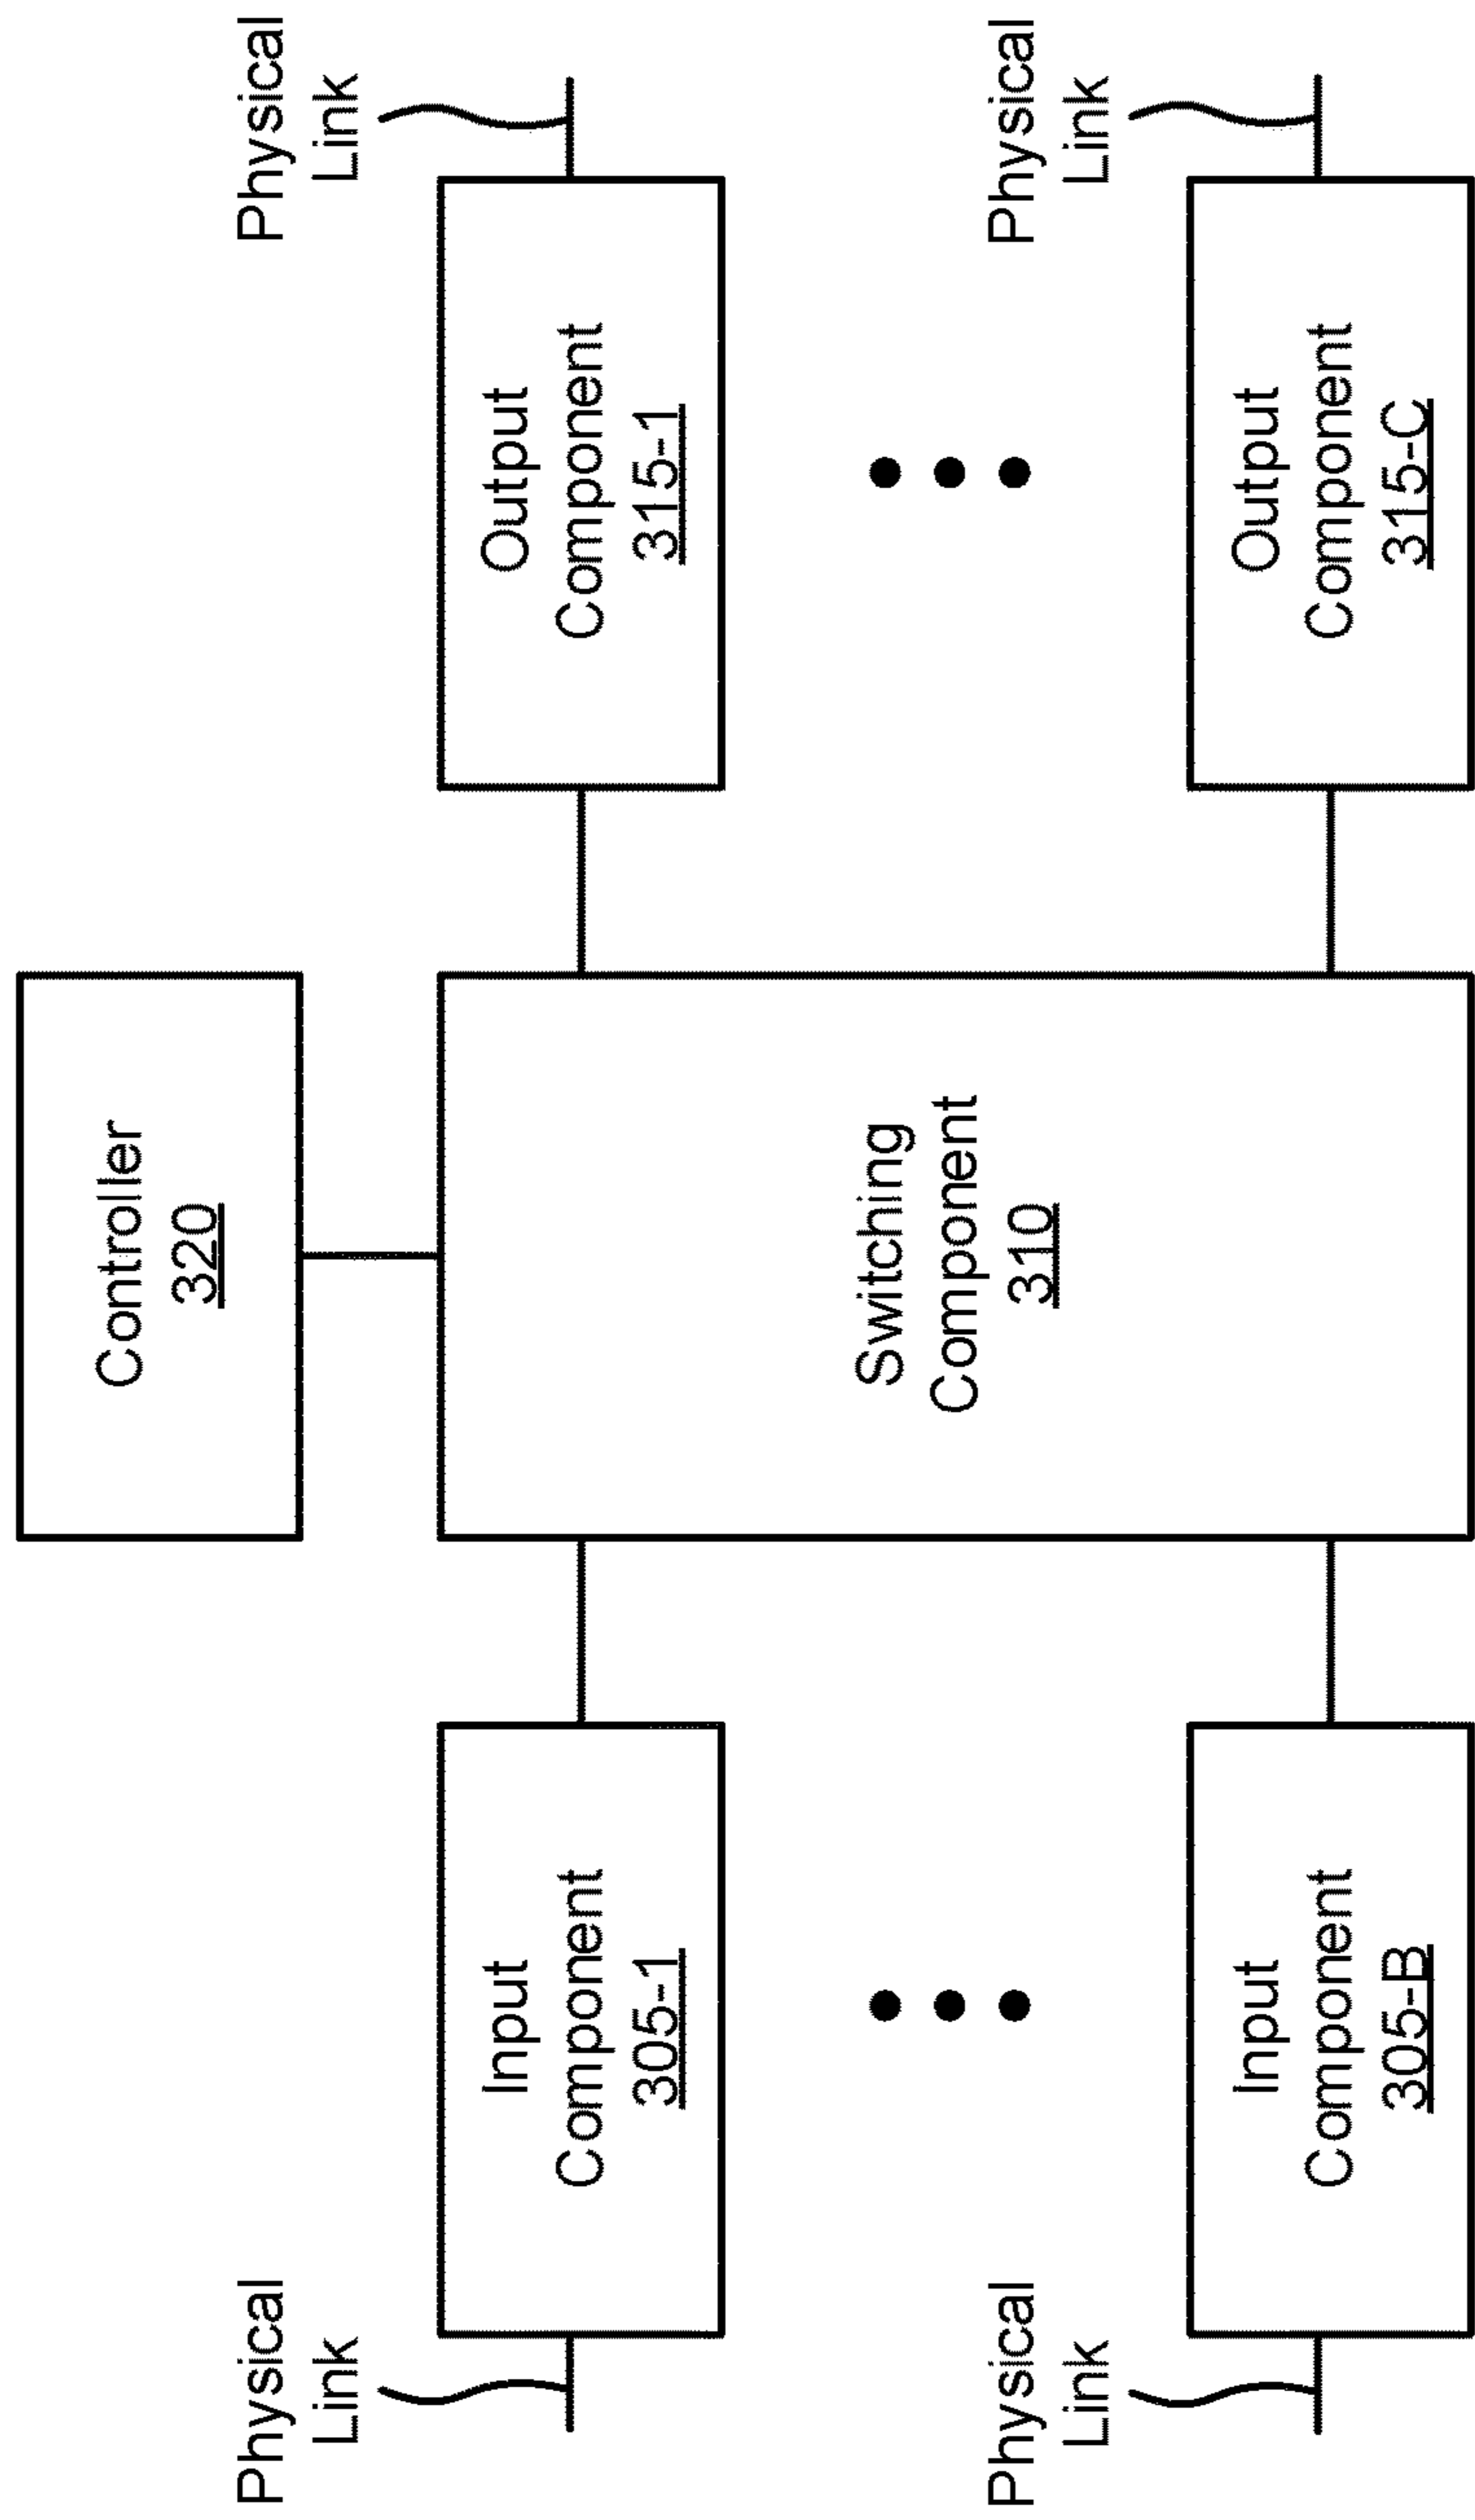 Controller
320
Physical
Link
Input
Component
305-1
Physical
Link
Input
Component
305-B
Switching
Component
310
Physical
Link
Output
Component
315-1
Physical
Link
Output
Component
315-C